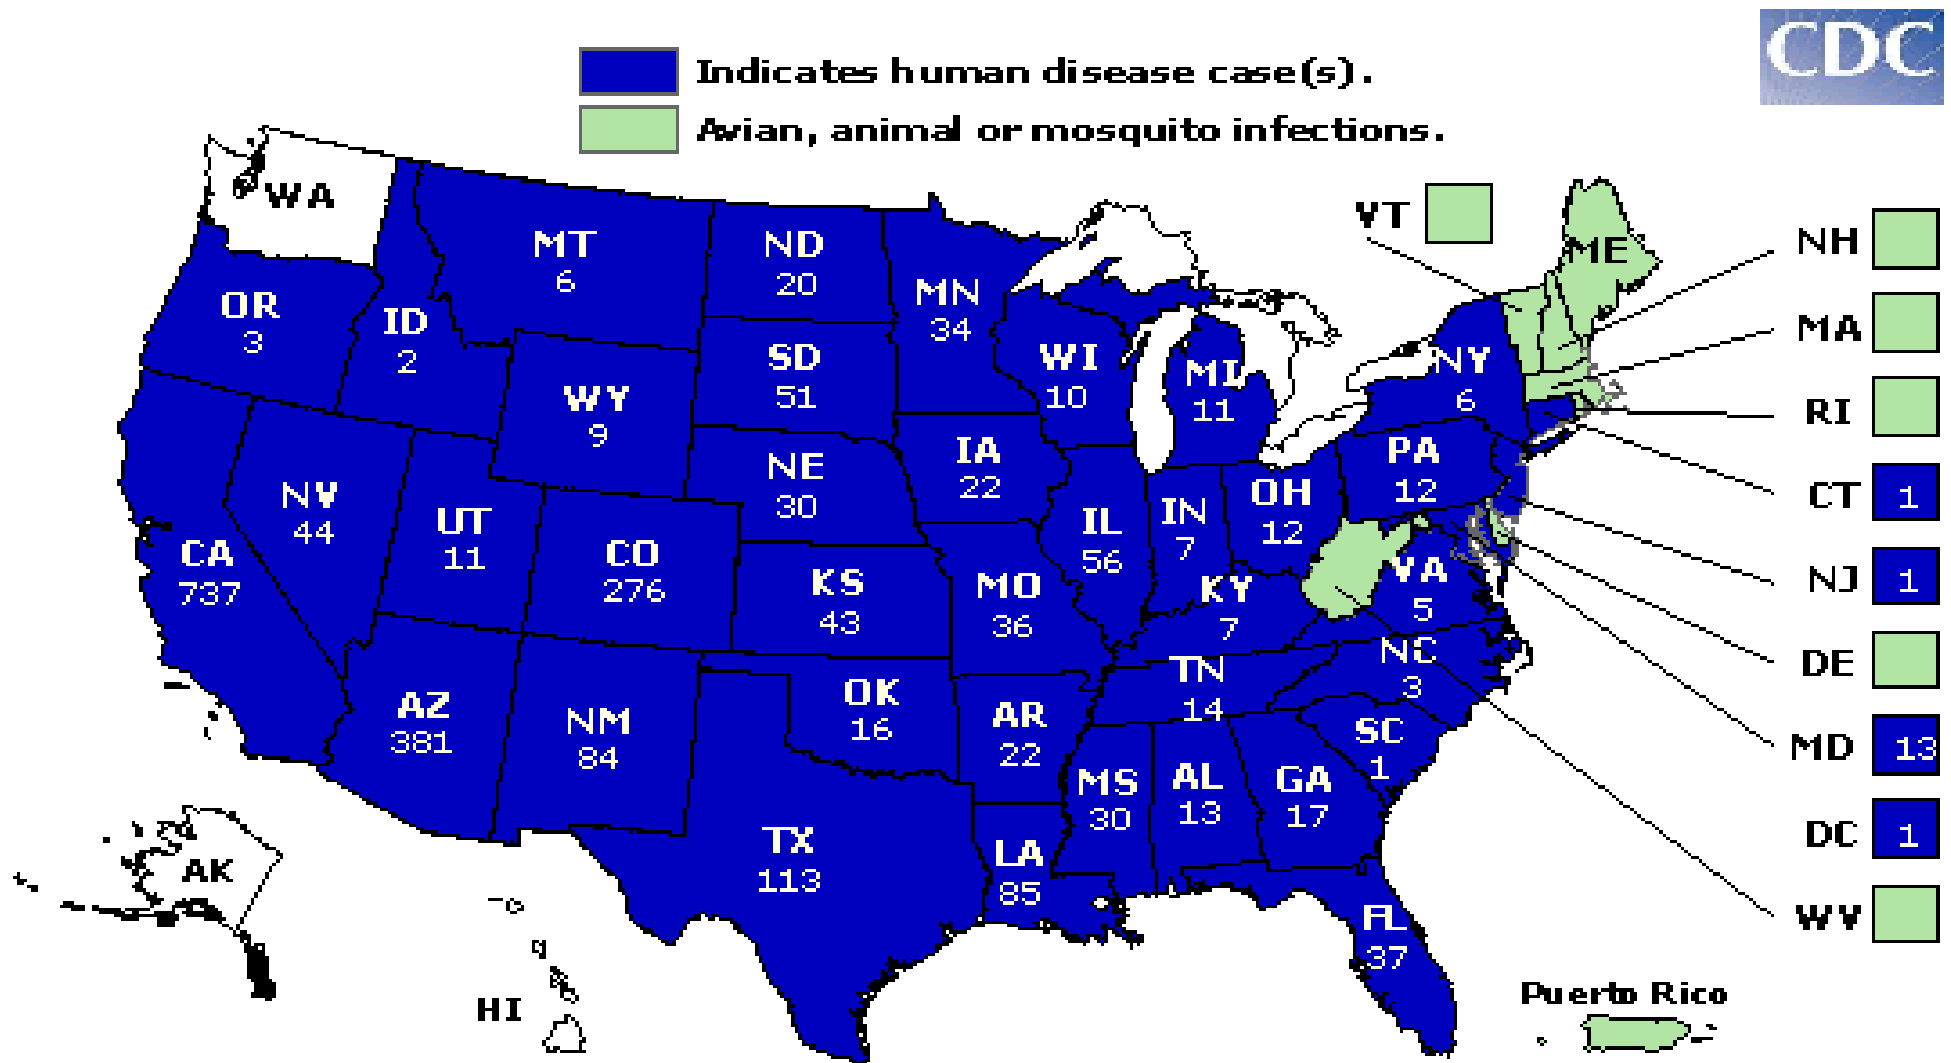 CDC
Indicates human disease case(s).
Avian, animal or mosquito infections.
WA
MT
6
ND
20
MN
34
VT
ME
NH
OR
3
ID
2
SD
51
WI
10
MI
11
NY
6
MA
WY
9
RI
NE
30
IA
22
PA
12
NV
44
UT
11
CO
276
IL
56
IN
7
OH
12
CT 1
CA
737
KS
43
MO
36
KY
7
VA
5
NJ 1
NC
3
DE
TN
14
AZ
381
NM
84
OK
16
AR
22
SC
1
MD 13
MS
30
AL
13
GA
17
DC 1
TX
113
LA
85
AK
FL
37
WV
HI
Puerto Rico